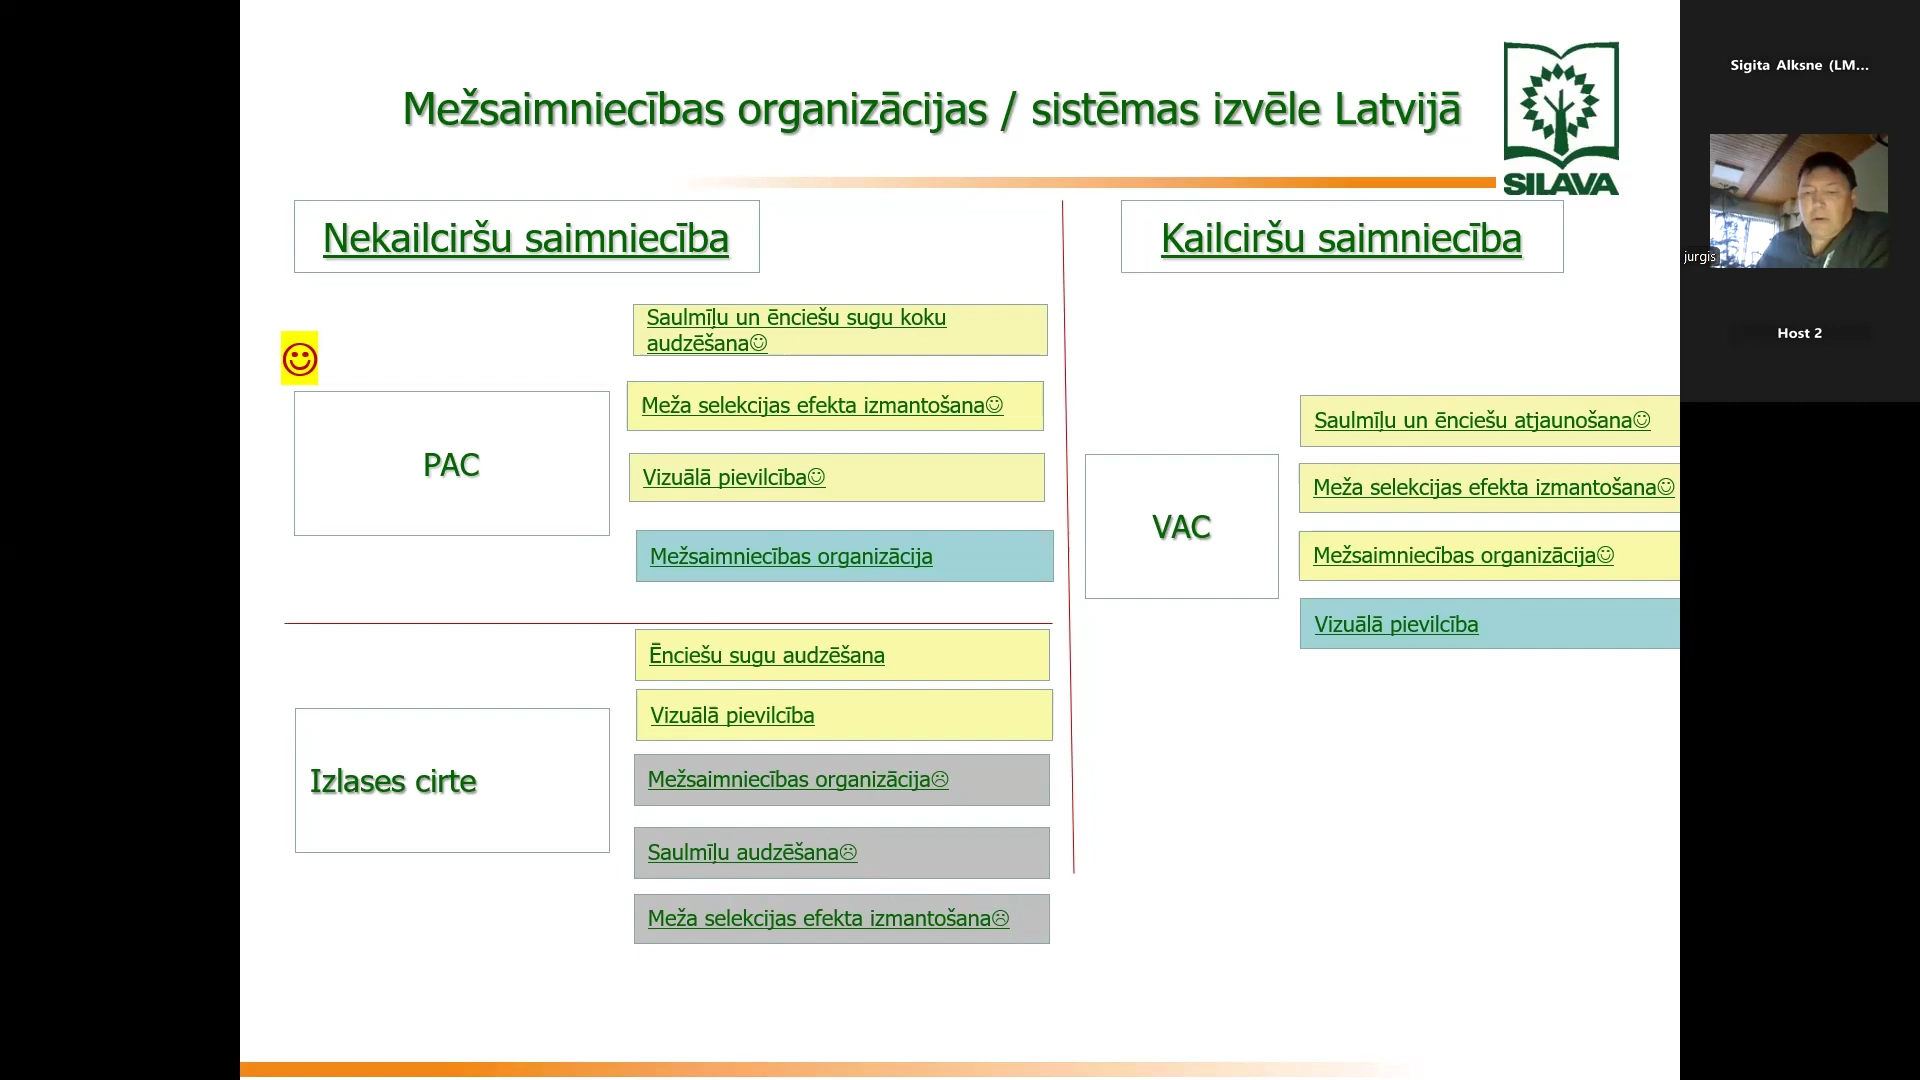 Mežsaimniecības organizācijas / sistēmas izvēle Latvijā
SILAVA
Nekailciršu saimniecība
Saulmīļu un ēnciešu sugu koku
audzēšana☺
Meža selekcijas efekta izmantošana☺
PAC
Vizuālā pievilcība☺
Mežsaimniecības organizācija
Ēnciešu sugu audzēšana
Vizuālā pievilcība
Izlases cirte
Mežsaimniecības organizācija☹
Saulmīļu audzēšana☹
Meža selekcijas efekta izmantošana☹
Kailciršu saimniecība
VAC
Saulmīļu un ēnciešu atjaunošana☺
Meža selekcijas efekta izmantošana☺
Mežsaimniecības organizācija☺
Vizuālā pievilcība
Sigita Alksne (LM...
jurgis
Host 2